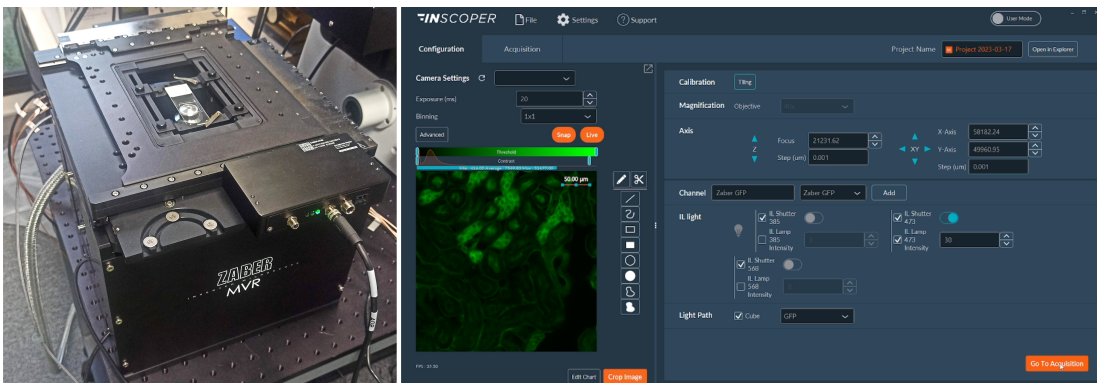 ZABER
MVR
INSCOPER File Settings ? Support User Mode
Configuration Acquisition Project Name Project 2023-03-17 Open in Explorer
Camera Settings
Exposure (ms) 20
Binning 1x1
Advanced Snap Live
Threshold
Contrast
50.00 µm
FPS : 37.50
Edit Chart Crop Image
Calibration Tiling
Magnification Objective
Axis
Z Focus 21231.62
Step (um) 0.001
XY X-Axis 58182.24
Y-Axis 49960.95
Step (um) 0.001
Channel Zaber GFP Zaber GFP Add
IL light
IL Shutter 385
IL Lamp 385 Intensity
IL Shutter 473
IL Lamp 473 Intensity 30
IL Shutter 568
IL Lamp 568 Intensity
Light Path Cube GFP
Go To Acquisition